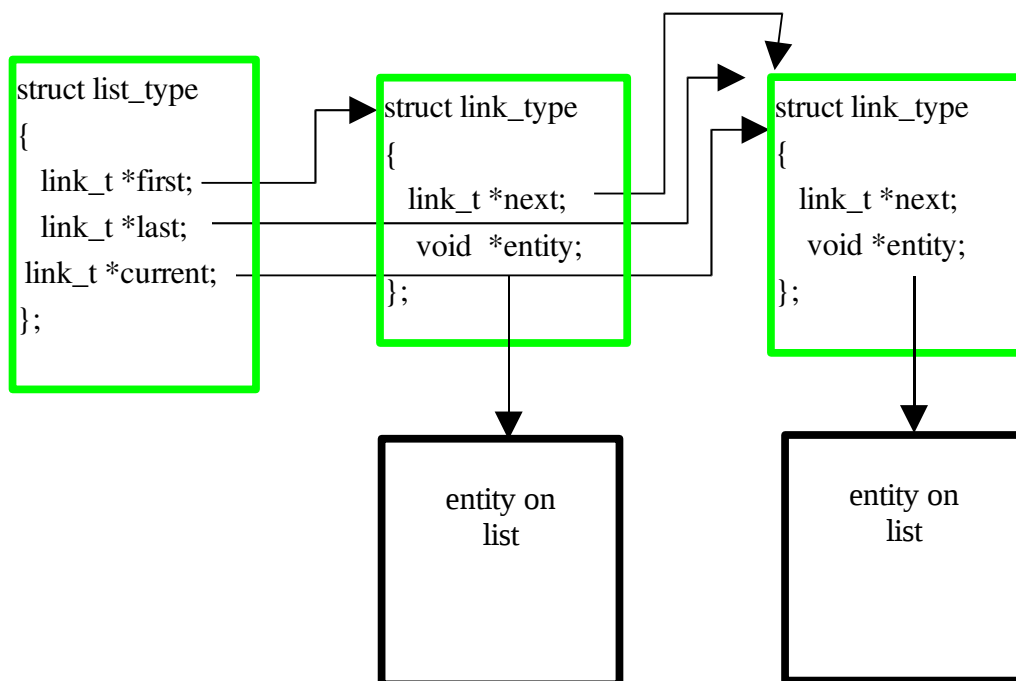 struct list_type
{
link_t *first;
link_t *last;
link_t *current;
};
struct link_type
{
link_t *next;
void *entity;
};
struct link_type
{
link_t *next;
void *entity;
};
entity on
list
entity on
list